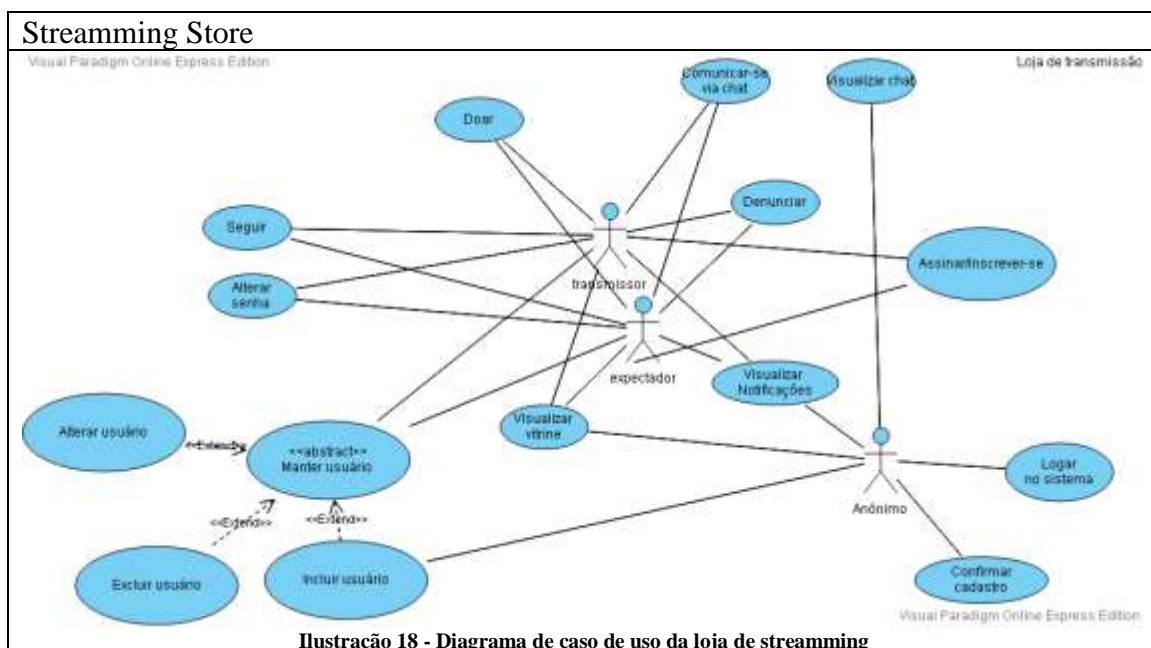 Streamming Store
Visual Paradigm Online Express Edition
Loja de transmissão
Comunicar-se
via chat
Visualizar chat
Doar
Denunciar
Seguir
Assinar/Inscrever-se
Alterar
senha
transmissor
expectador
Visualizar
Notificações
Visualizar
vitrine
Alterar usuário
<<Extend>>
<<abstract>>
Manter usuário
Logar
no sistema
Anônimo
<<Extend>>
<<Extend>>
Excluir usuário
Incluir usuário
Confirmar
cadastro
Visual Paradigm Online Express Edition
Ilustração 18 - Diagrama de caso de uso da loja de streamming